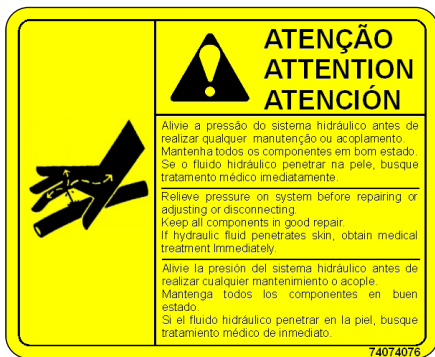 ATENÇÃO
ATTENTION
ATENCIÓN
Alivie a pressão do sistema hidráulico antes de
realizar qualquer manutenção ou acoplamento.
Mantenha todos os componentes em bom estado.
Se o fluido hidráulico penetrar na pele, busque
tratamento médico imediatamente.
Relieve pressure on system before repairing or
adjusting or disconnecting.
Keep all components in good repair.
If hydraulic fluid penetrates skin, obtain medical
treatment Immediately.
Alivie la presión del sistema hidráulico antes de
realizar cualquier mantenimiento o acople.
Mantenga todos los componentes en buen
estado.
Si el fluido hidráulico penetrar en la piel, busque
tratamiento médico de inmediato.
74074076